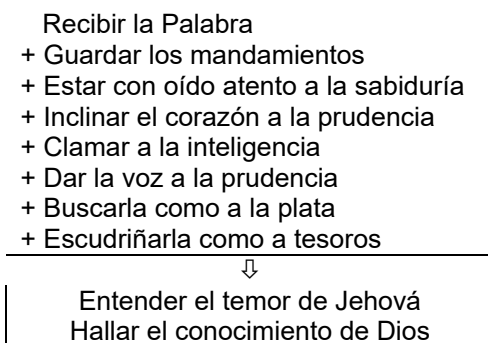 Recibir la Palabra
+ Guardar los mandamientos
+ Estar con oído atento a la sabiduría
+ Inclinar el corazón a la prudencia
+ Clamar a la inteligencia
+ Dar la voz a la prudencia
+ Buscarla como a la plata
+ Escudriñarla como a tesoros
⇩
Entender el temor de Jehová
Hallar el conocimiento de Dios